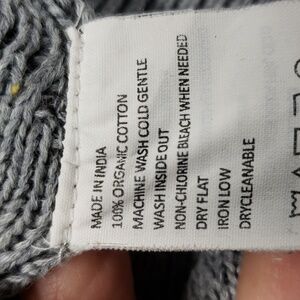 MADE IN INDIA
100% ORGANIC COTTON
MACHINE WASH COLD GENTLE
WASH INSIDE OUT
NON-CHLORINE BLEACH WHEN NEEDED
DRY FLAT
IRON LOW
DRYCLEANABLE